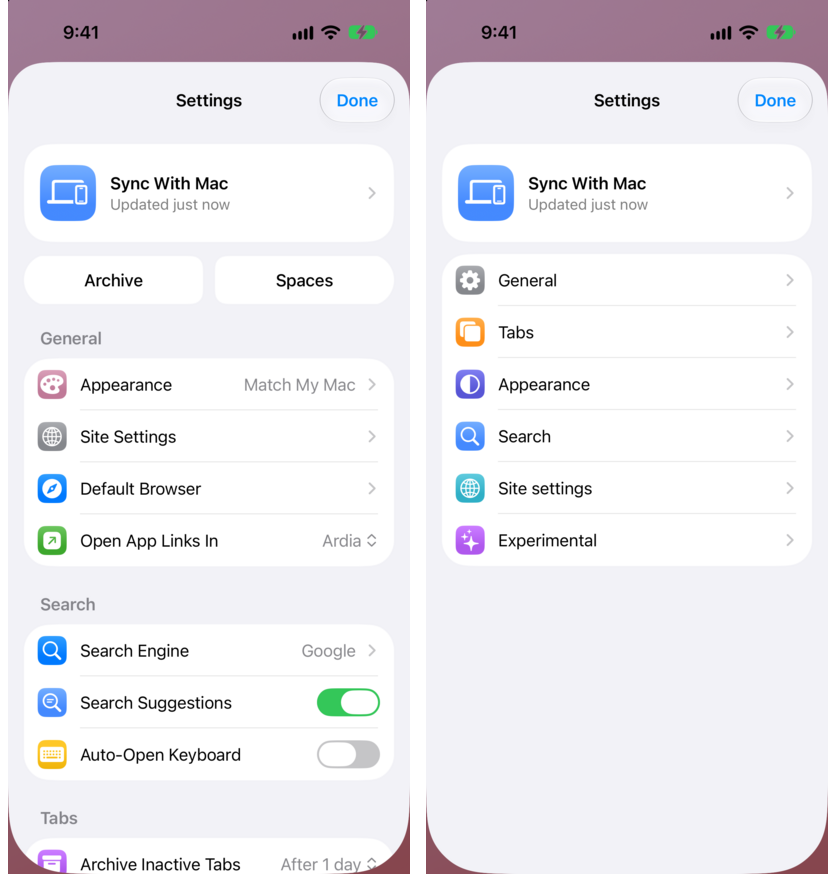 9:41
Settings
Done
Sync With Mac
Updated just now
Archive
Spaces
General
Appearance
Match My Mac
Site Settings
Default Browser
Open App Links In
Ardia
Search
Search Engine
Google
Search Suggestions
Auto-Open Keyboard
Tabs
Archive Inactive Tabs
After 1 day
9:41
Settings
Done
Sync With Mac
Updated just now
General
Tabs
Appearance
Search
Site settings
Experimental